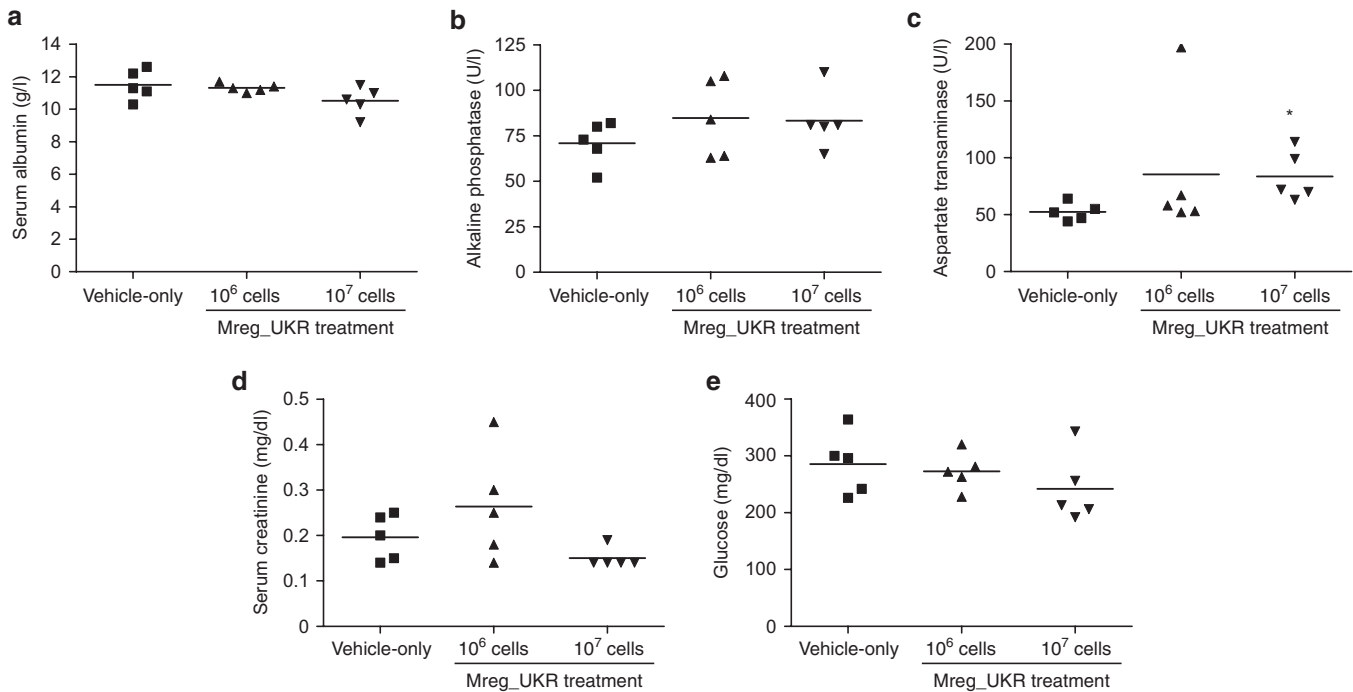 a
Serum albumin (g/l)
14
12
10
8
6
4
2
0
Vehicle-only
10⁶ cells
10⁷ cells
Mreg_UKR treatment
b
Alkaline phosphatase (U/l)
125
100
75
50
25
0
Vehicle-only
10⁶ cells
10⁷ cells
Mreg_UKR treatment
c
Aspartate transaminase (U/l)
200
150
100
50
0
*
Vehicle-only
10⁶ cells
10⁷ cells
Mreg_UKR treatment
d
Serum creatinine (mg/dl)
0.5
0.4
0.3
0.2
0.1
0
Vehicle-only
10⁶ cells
10⁷ cells
Mreg_UKR treatment
e
Glucose (mg/dl)
400
300
200
100
0
Vehicle-only
10⁶ cells
10⁷ cells
Mreg_UKR treatment